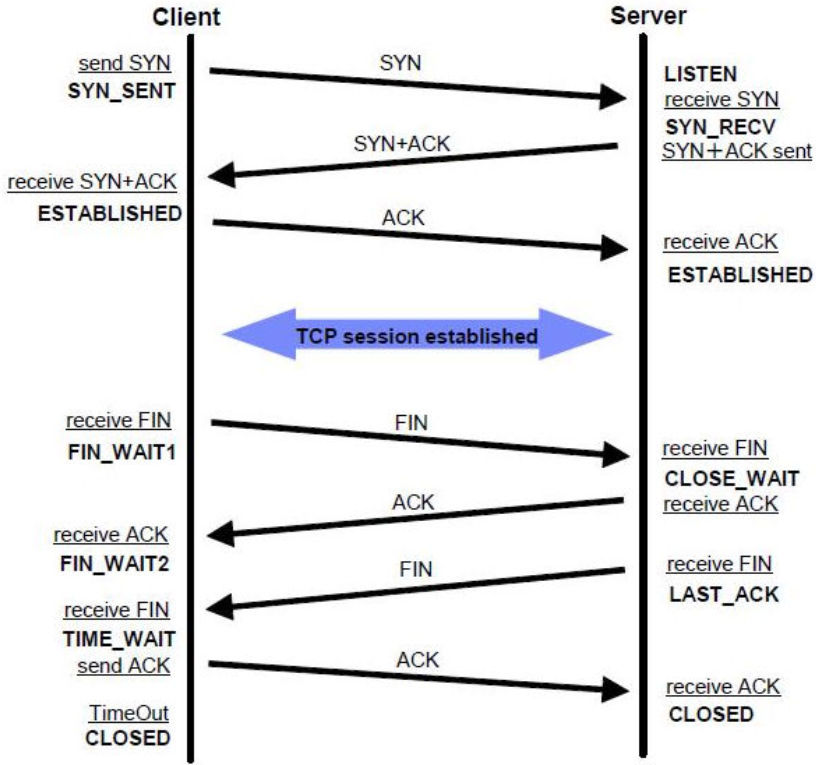 Client
Server
send SYN
SYN_SENT
SYN
LISTEN
receive SYN
SYN_RECV
SYN+ACK sent
SYN+ACK
receive SYN+ACK
ESTABLISHED
ACK
receive ACK
ESTABLISHED
TCP session established
receive FIN
FIN_WAIT1
FIN
receive FIN
CLOSE_WAIT
receive ACK
ACK
receive ACK
FIN_WAIT2
FIN
receive FIN
LAST_ACK
receive FIN
TIME_WAIT
send ACK
ACK
receive ACK
CLOSED
TimeOut
CLOSED